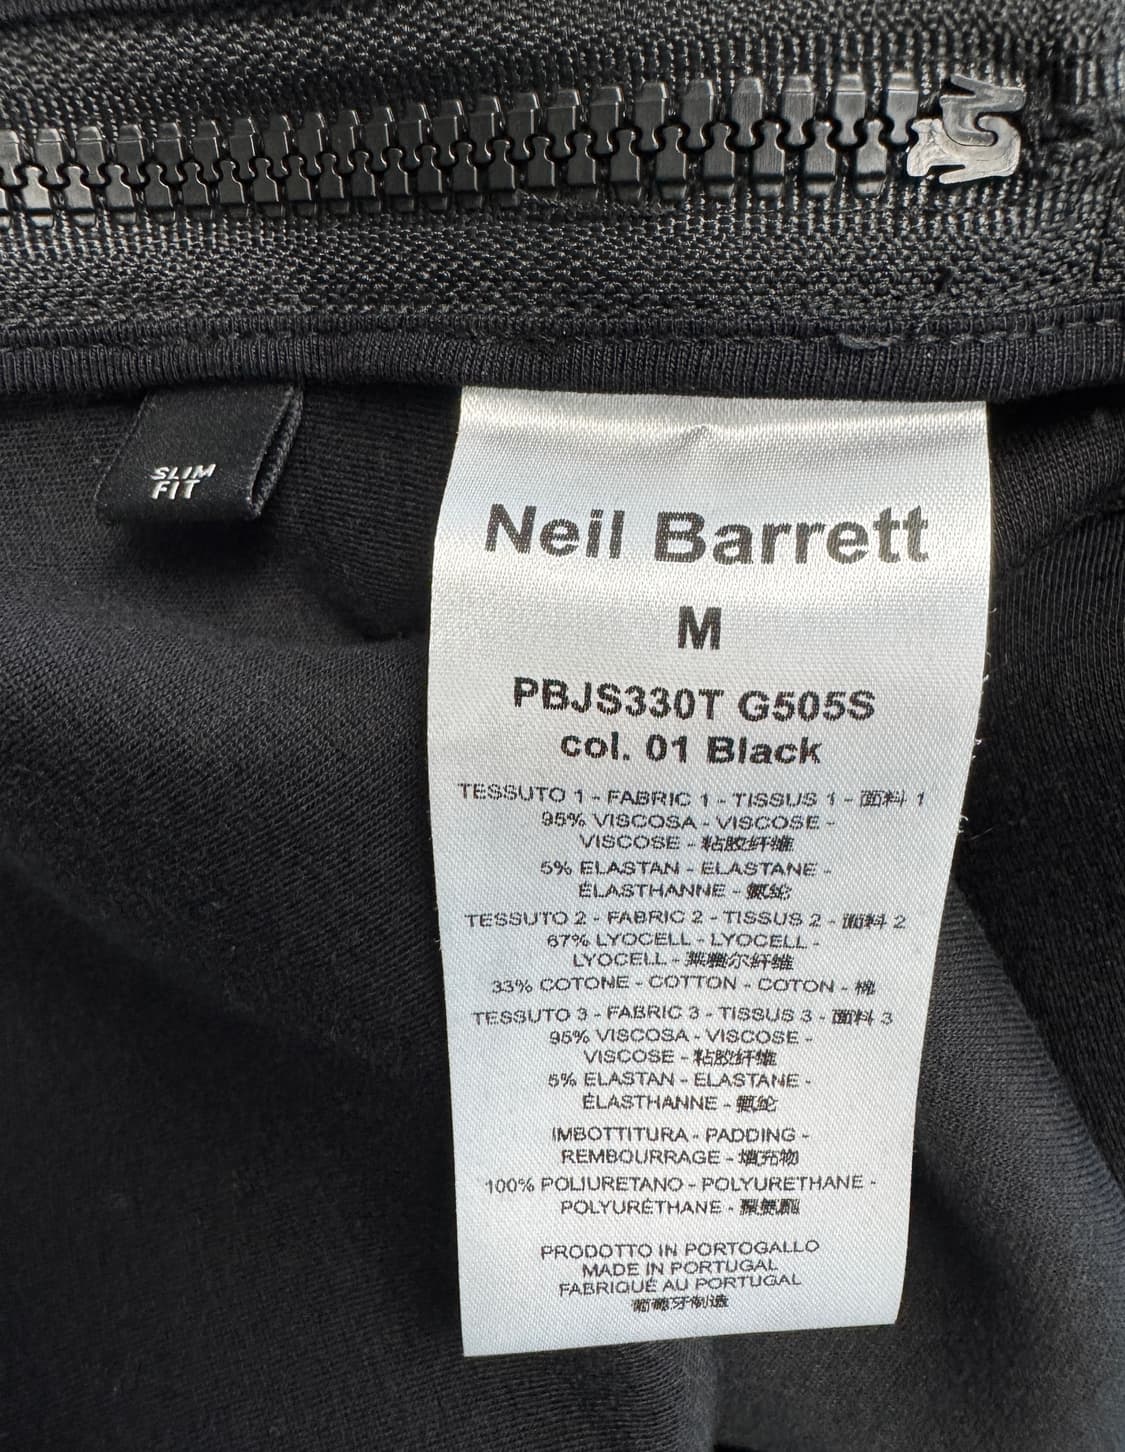 SLIM
FIT
Neil Barrett
M
PBJS330T G505S
col. 01 Black
TESSUTO 1 - FABRIC 1 - TISSUS 1 - 面料 1
95% VISCOSA - VISCOSE -
VISCOSE - 粘胶纤维
5% ELASTAN - ELASTANE -
ÉLASTHANNE - 氨纶
TESSUTO 2 - FABRIC 2 - TISSUS 2 - 面料 2
67% LYOCELL - LYOCELL -
LYOCELL - 莱赛尔纤维
33% COTONE - COTTON - COTON - 棉
TESSUTO 3 - FABRIC 3 - TISSUS 3 - 面料 3
95% VISCOSA - VISCOSE -
VISCOSE - 粘胶纤维
5% ELASTAN - ELASTANE -
ÉLASTHANNE - 氨纶
IMBOTTITURA - PADDING -
REMBOURRAGE - 填充物
100% POLIURETANO - POLYURETHANE -
POLYURÉTHANE - 聚氨酯
PRODOTTO IN PORTOGALLO
MADE IN PORTUGAL
FABRIQUÉ AU PORTUGAL
葡萄牙制造